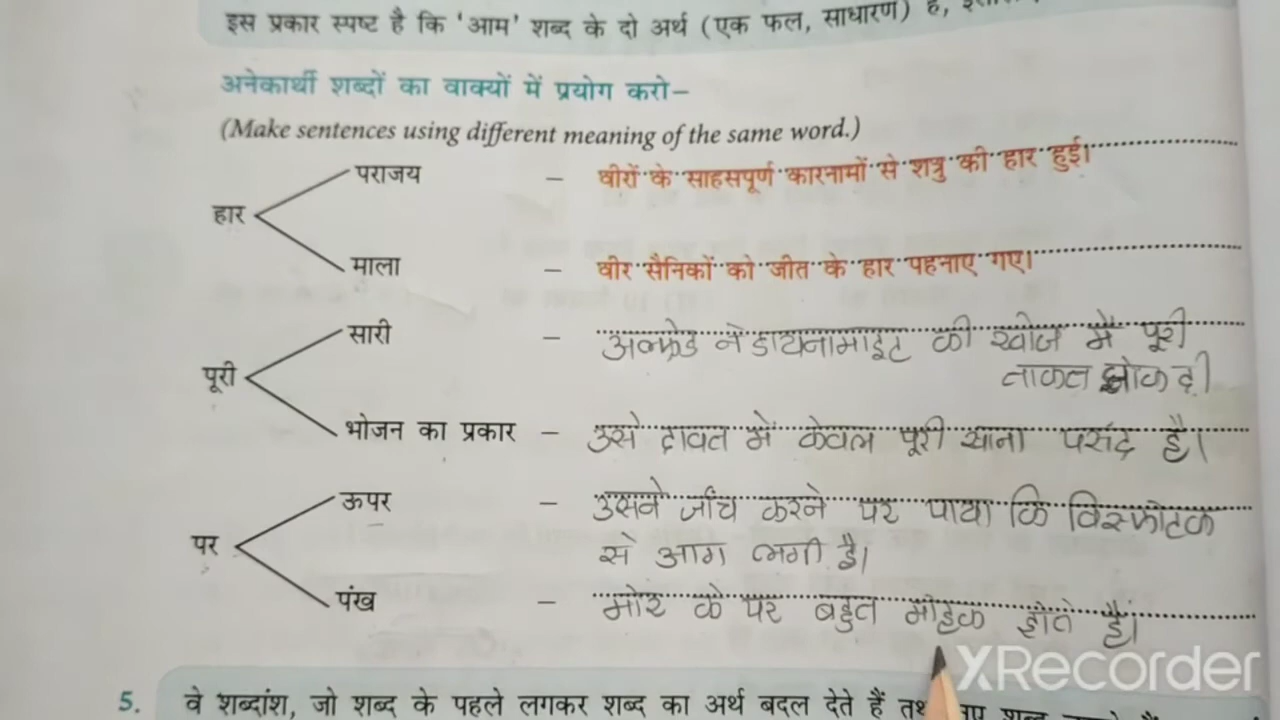 इस प्रकार स्पष्ट है कि 'आम' शब्द के दो अर्थ (एक फल, साधारण) हैं,
अनेकार्थी शब्दों का वाक्यों में प्रयोग करो–
(Make sentences using different meaning of the same word.)
पराजय – वीरों के साहसपूर्ण कारनामों से शत्रु की हार हुई।
हार
माला – वीर सैनिकों को जीत के हार पहनाए गए।
सारी – अल्फ्रेड ने डायनामाइट की खोज में पूरी
ताकत झोंक दी
पूरी
भोजन का प्रकार – उसे दावत में केवल पूरी खाना पसंद है।
ऊपर – उसने जाँच करने पर पाया कि विस्फोटक
से आग लगी है।
पर
पंख – मोर के पर बहुत मोहक होते हैं।
XRecorder
5. वे शब्दांश, जो शब्द के पहले लगकर शब्द का अर्थ बदल देते हैं